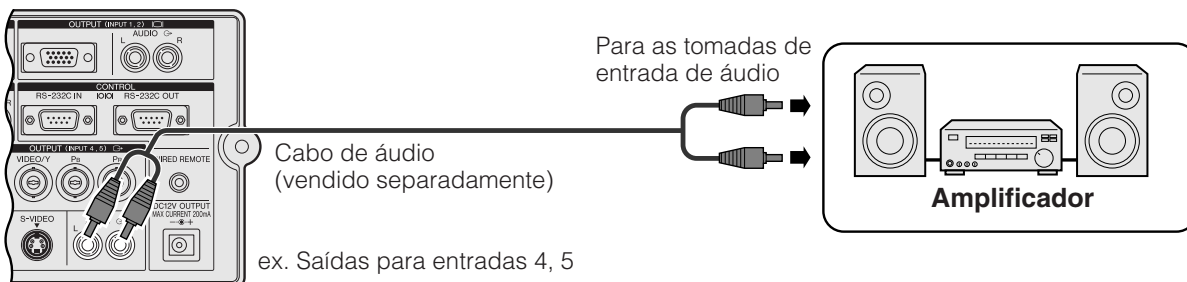 OUTPUT (INPUT 1, 2)
AUDIO
L R
CONTROL
RS-232C IN IOIOI RS-232C OUT
OUTPUT (INPUT 4, 5)
VIDEO/Y PB PR
WIRED REMOTE
S-VIDEO
L
DC12V OUTPUT
MAX CURRENT 200mA
Cabo de áudio
(vendido separadamente)
ex. Saídas para entradas 4, 5
Para as tomadas de
entrada de áudio
Amplificador